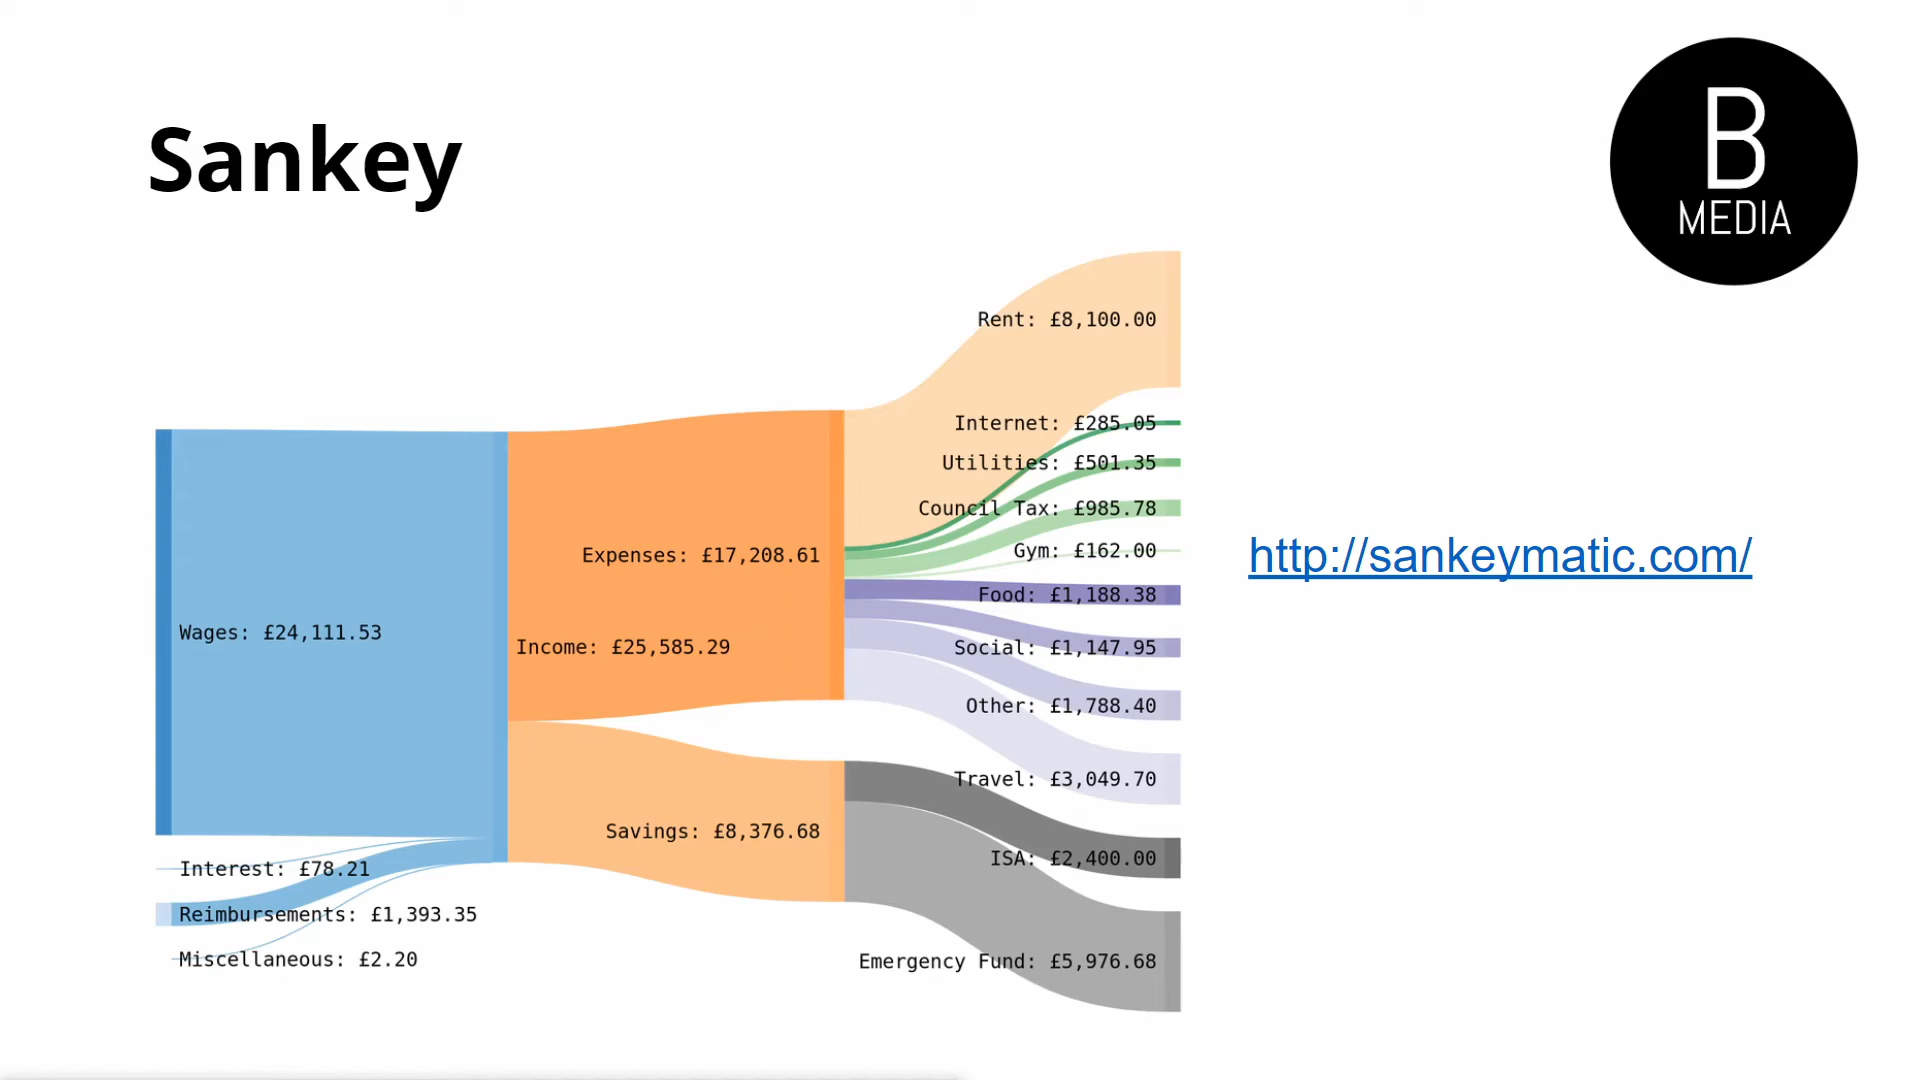 Sankey
B
MEDIA
Rent: £8,100.00
Internet: £285.05
Utilities: £501.35
Council Tax: £985.78
Gym: £162.00
Expenses: £17,208.61
http://sankeymatic.com/
Food: £1,188.38
Wages: £24,111.53
Income: £25,585.29
Social: £1,147.95
Other: £1,788.40
Travel: £3,049.70
Savings: £8,376.68
Interest: £78.21
ISA: £2,400.00
Reimbursements: £1,393.35
Miscellaneous: £2.20
Emergency Fund: £5,976.68